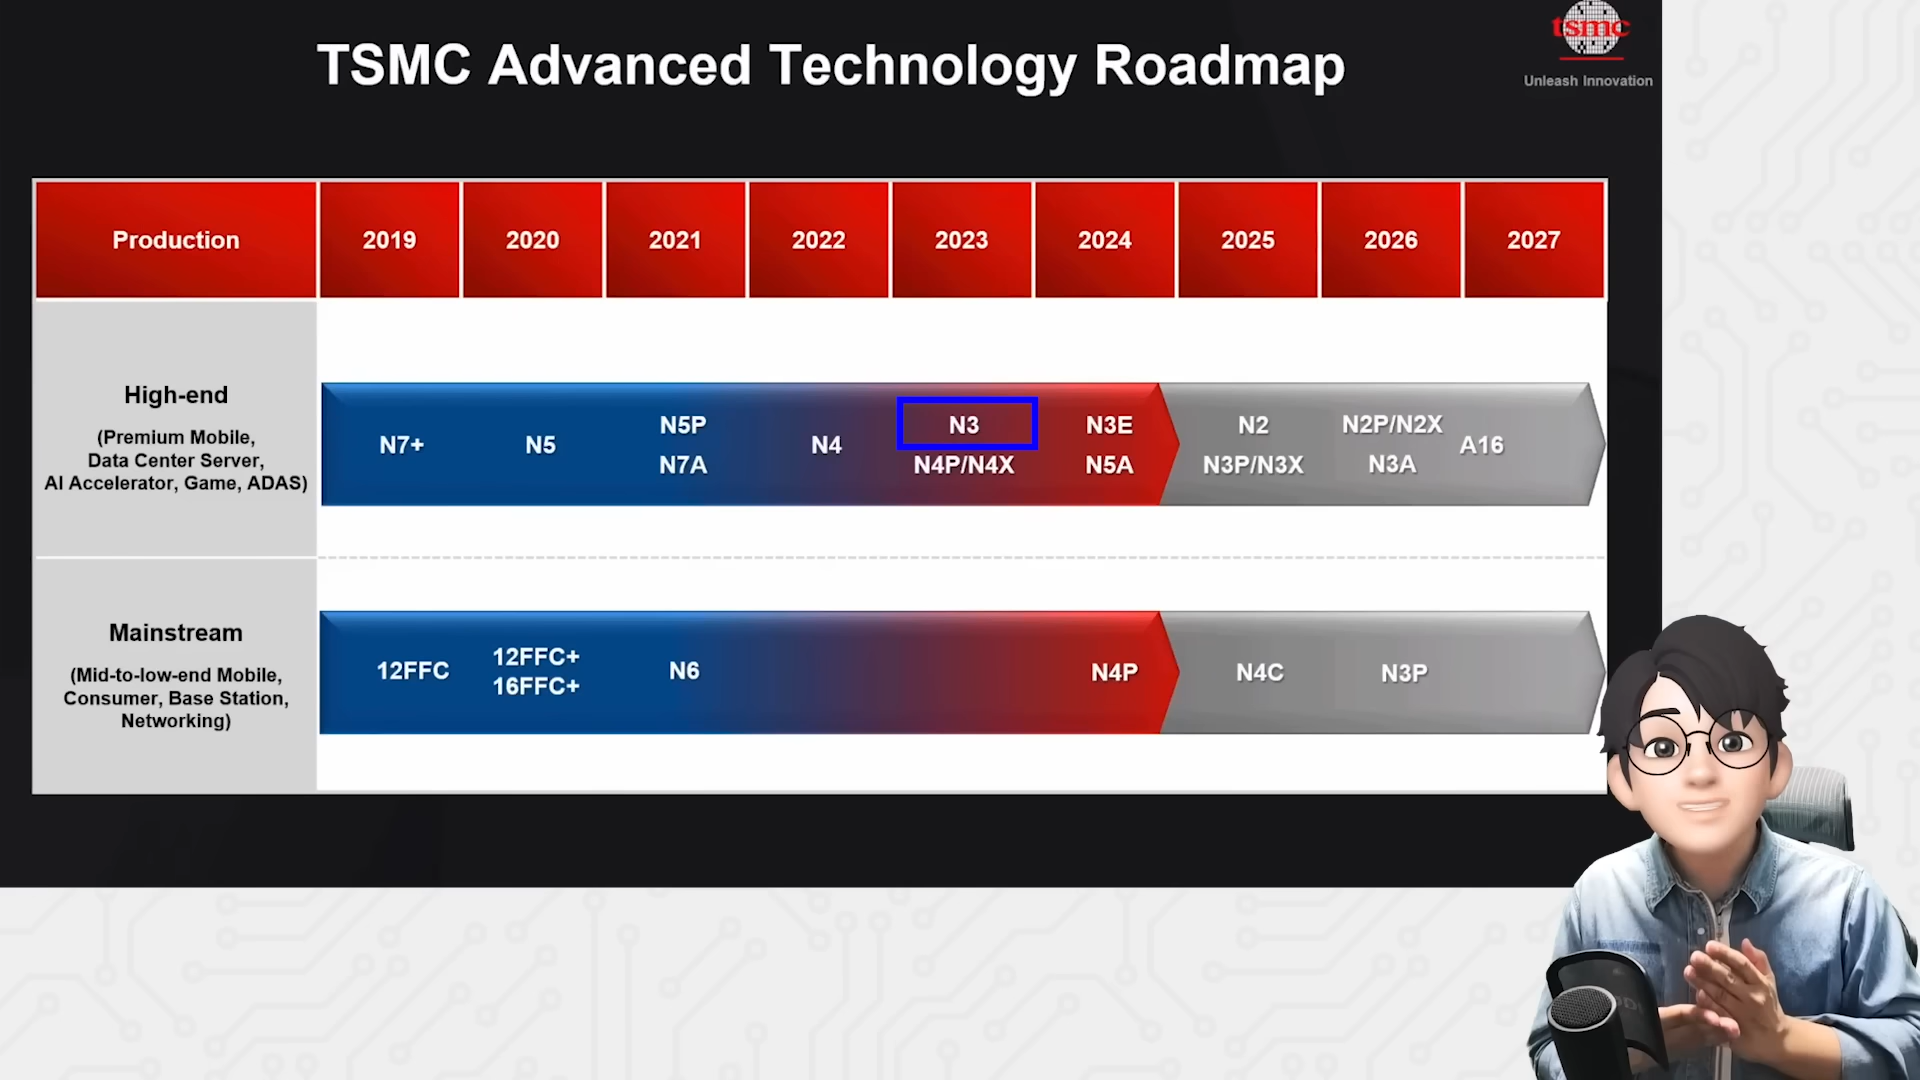 TSMC Advanced Technology Roadmap
tsmc
Unleash Innovation
Production 2019 2020 2021 2022 2023 2024 2025 2026 2027
High-end
(Premium Mobile,
Data Center Server,
AI Accelerator, Game, ADAS)
N7+
N5
N5P
N7A
N4
N3
N4P/N4X
N3E
N5A
N2
N3P/N3X
N2P/N2X
N3A
A16
Mainstream
(Mid-to-low-end Mobile,
Consumer, Base Station,
Networking)
12FFC
12FFC+
16FFC+
N6
N4P
N4C
N3P